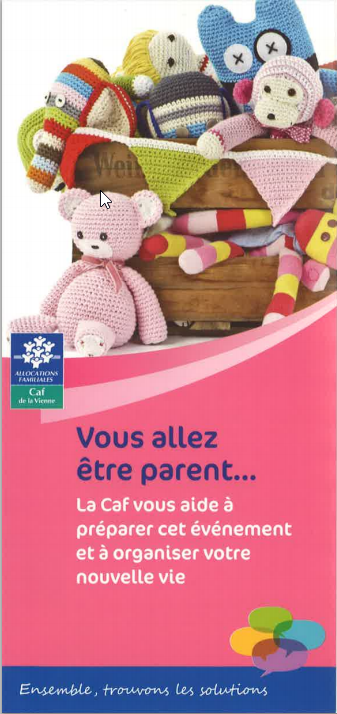 ALLOCATIONS
FAMILIALES
Caf
de la Vienne
Vous allez
être parent...
La Caf vous aide à
préparer cet événement
et à organiser votre
nouvelle vie
Ensemble, trouvons les solutions